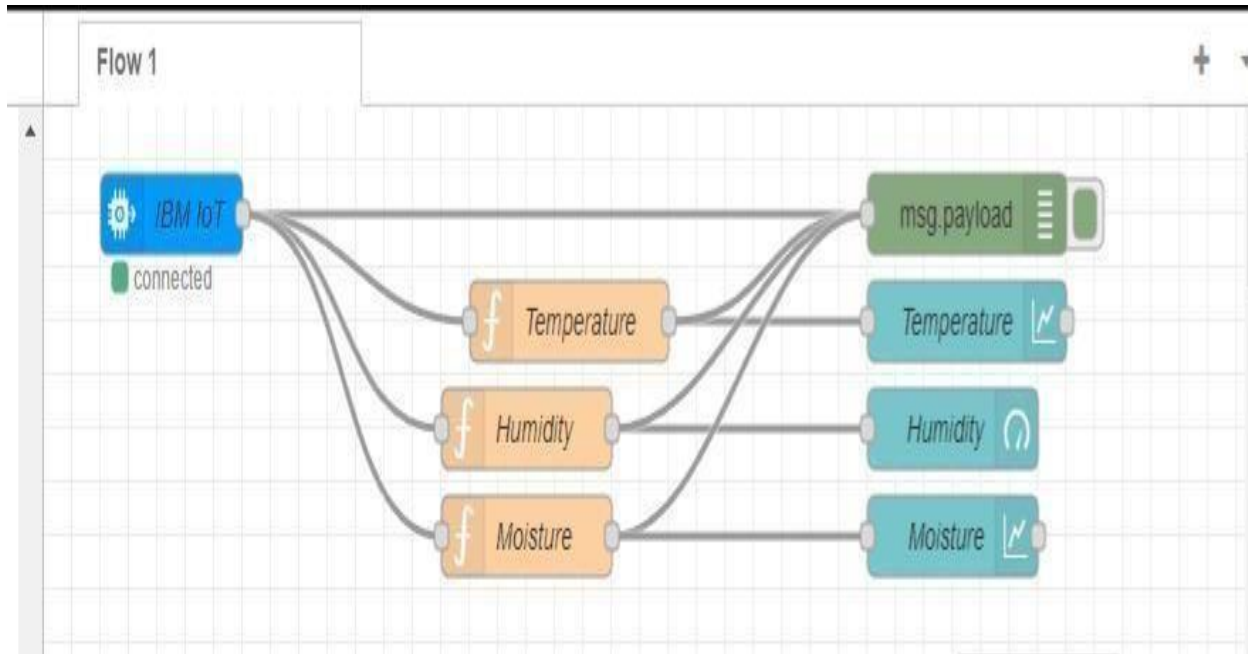 Flow 1
IBM IoT
connected
msg.payload
Temperature
Temperature
Humidity
Humidity
Moisture
Moisture